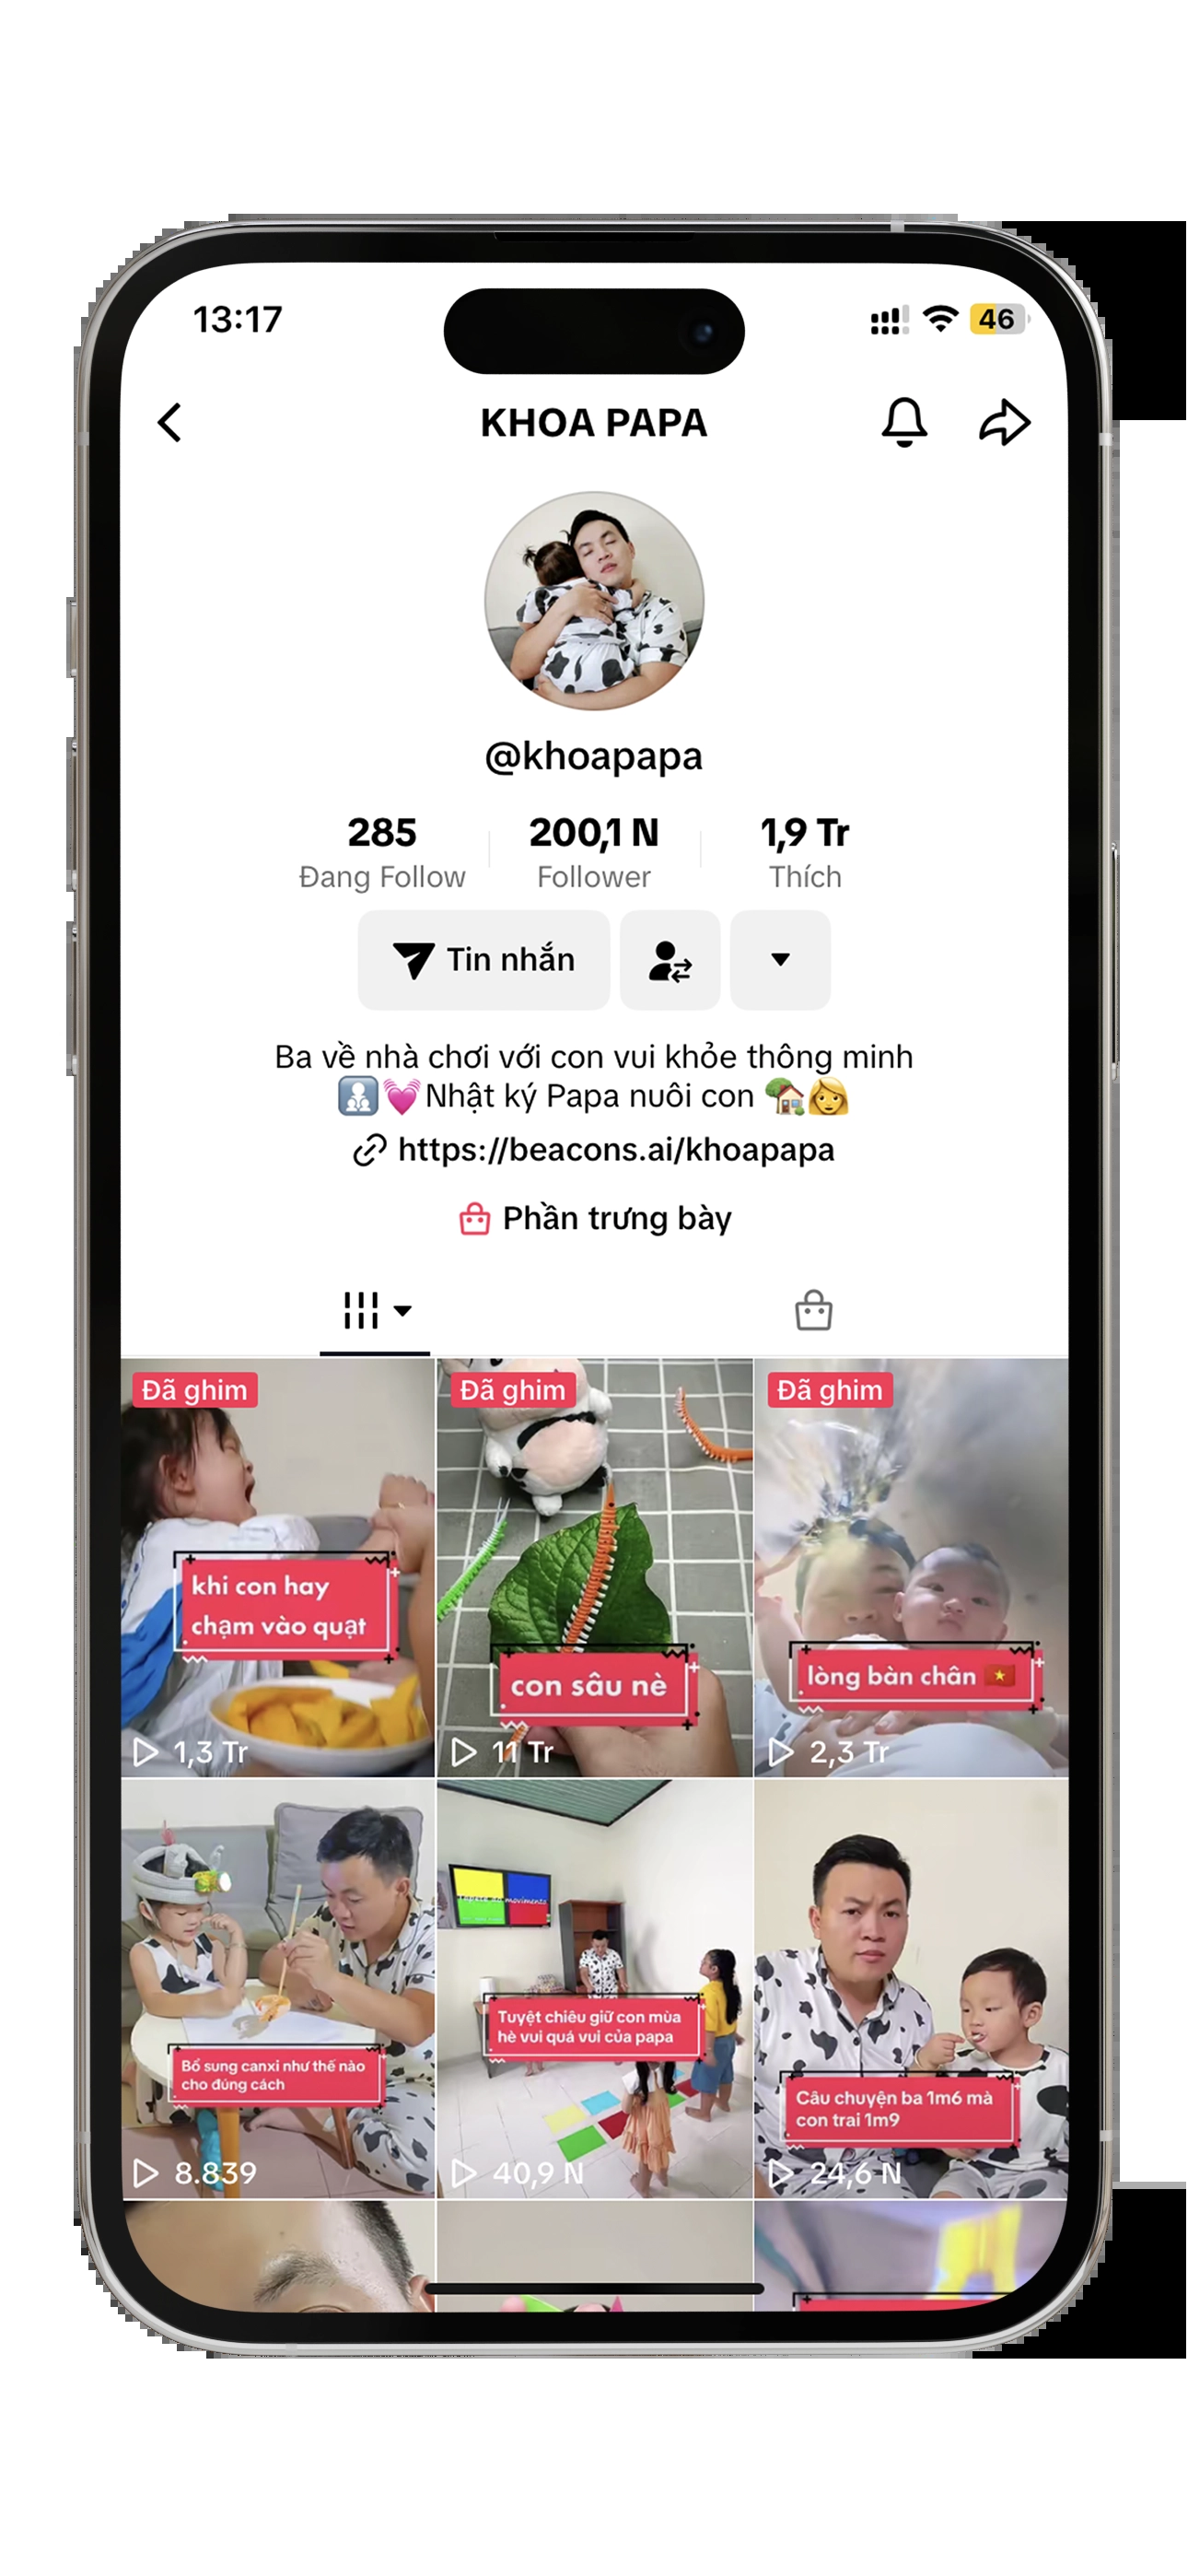 13:17
46
KHOA PAPA
@khoapapa
285
200,1 N
1,9 Tr
Đang Follow
Follower
Thích
Tin nhắn
Ba về nhà chơi với con vui khỏe thông minh
Nhật ký Papa nuôi con
https://beacons.ai/khoapapa
Phần trưng bày
Đã ghim
khi con hay
chạm vào quạt
1,3 Tr
Đã ghim
con sâu nè
11 Tr
Đã ghim
lòng bàn chân
2,3 Tr
Bổ sung canxi như thế nào
cho đúng cách
8.839
Tuyệt chiêu giữ con mùa
hè vui quá vui của papa
40,9 N
Câu chuyện ba 1m6 mà
con trai 1m9
24,6 N